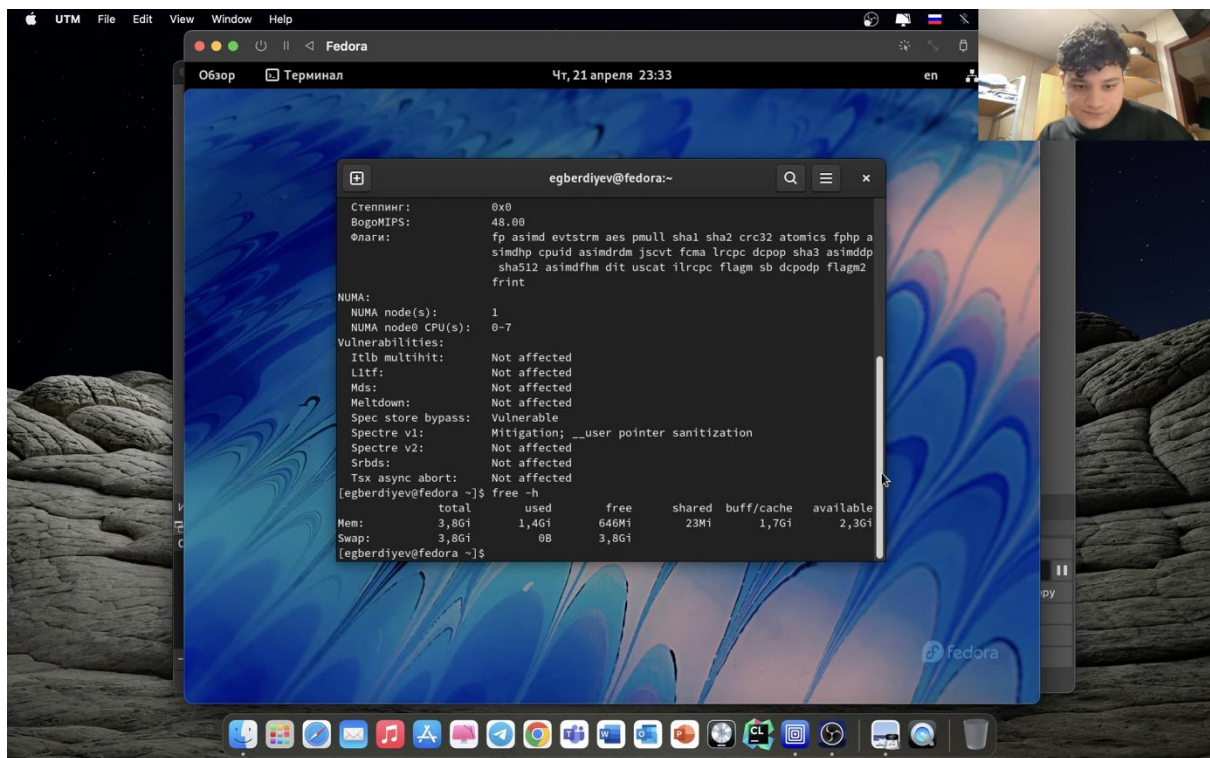 UTM File Edit View Window Help
Fedora
Обзор Терминал Чт, 21 апреля 23:33 en
egberdiyev@fedora:~
Степпинг: 0x0
BogoMIPS: 48.00
Флаги: fp asimd evtstrm aes pmull sha1 sha2 crc32 atomics fphp a
simdhp cpuid asimdrdm jscvt fcma lrcpc dcpop sha3 asimddp
sha512 asimdfhm dit uscat ilrcpc flagm sb dcpodp flagm2
frint
NUMA:
NUMA node(s): 1
NUMA node0 CPU(s): 0-7
Vulnerabilities:
Itlb multihit: Not affected
L1tf: Not affected
Mds: Not affected
Meltdown: Not affected
Spec store bypass: Vulnerable
Spectre v1: Mitigation; __user pointer sanitization
Spectre v2: Not affected
Srbds: Not affected
Tsx async abort: Not affected
[egberdiyev@fedora ~]$ free -h
total used free shared buff/cache available
Mem: 3,8Gi 1,4Gi 646Mi 23Mi 1,7Gi 2,3Gi
Swap: 3,8Gi 0B 3,8Gi
[egberdiyev@fedora ~]$
fedora